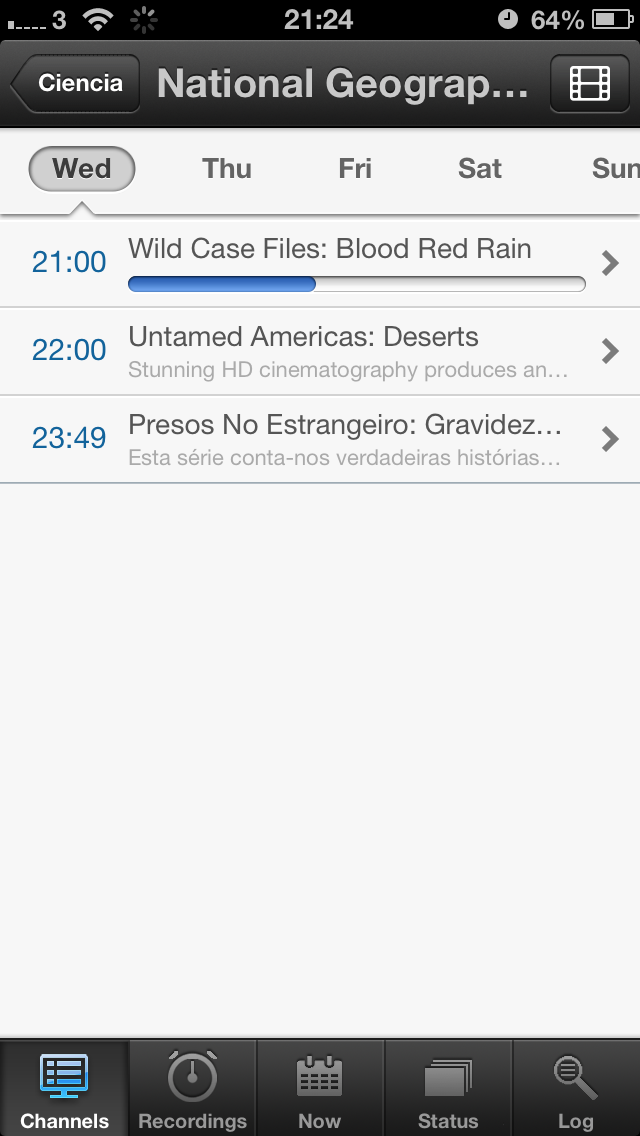 3 21:24 64%
Ciencia National Geograp...
Wed Thu Fri Sat Sun
21:00 Wild Case Files: Blood Red Rain
22:00 Untamed Americas: Deserts
Stunning HD cinematography produces an...
23:49 Presos No Estrangeiro: Gravidez...
Esta série conta-nos verdadeiras histórias...
Channels Recordings Now Status Log